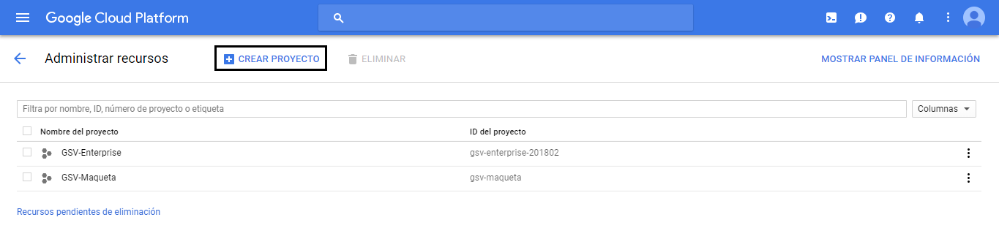 Google Cloud Platform
Administrar recursos CREAR PROYECTO ELIMINAR MOSTRAR PANEL DE INFORMACIÓN
Filtra por nombre, ID, número de proyecto o etiqueta Columnas
Nombre del proyecto ID del proyecto
GSV-Enterprise gsv-enterprise-201802
GSV-Maqueta gsv-maqueta
Recursos pendientes de eliminación